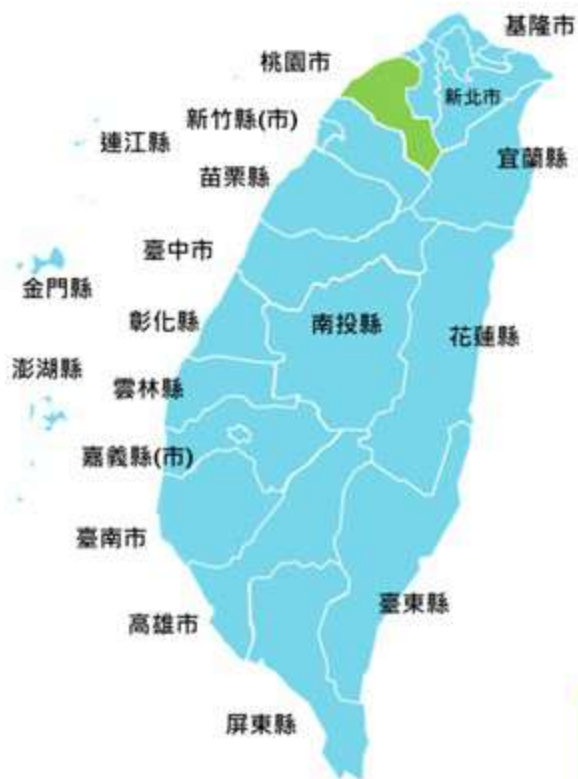 基隆市
桃園市
新北市
新竹縣(市)
連江縣
宜蘭縣
苗栗縣
臺中市
金門縣
彰化縣
南投縣
花蓮縣
澎湖縣
雲林縣
嘉義縣(市)
臺南市
臺東縣
高雄市
屏東縣